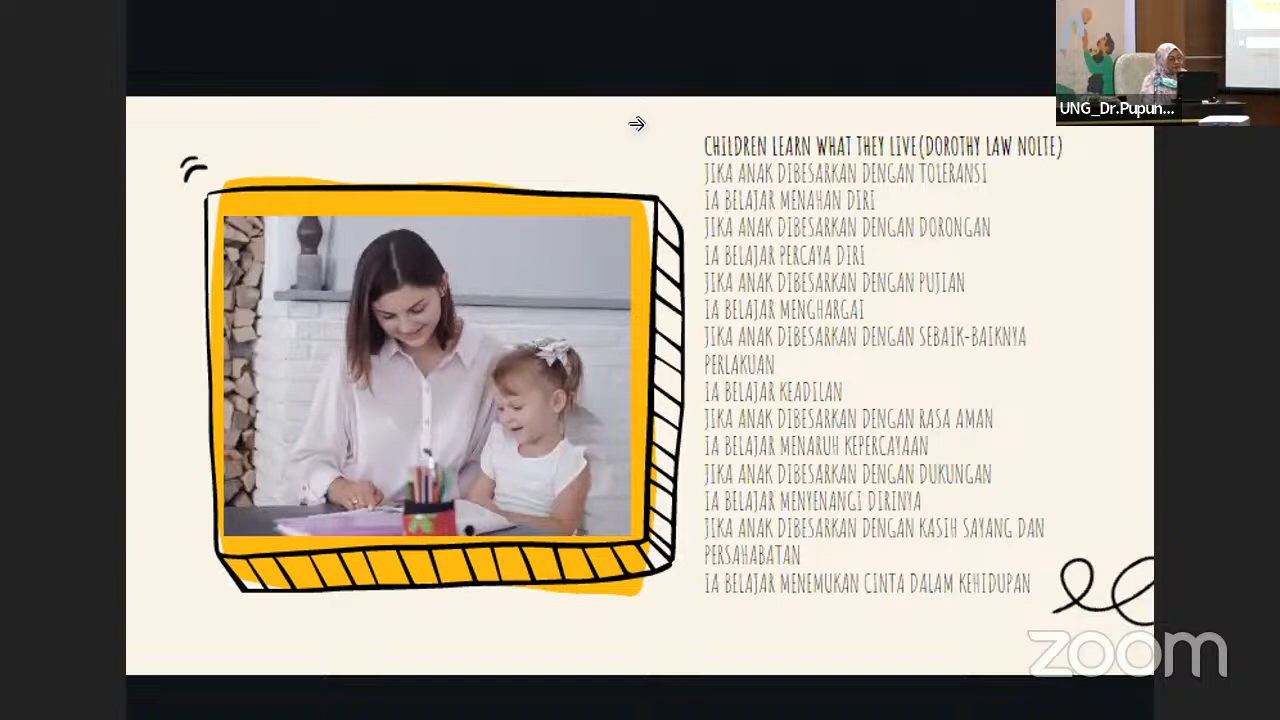 CHILDREN LEARN WHAT THEY LIVE(DOROTHY LAW NOLTE)
JIKA ANAK DIBESARKAN DENGAN TOLERANSI
IA BELAJAR MENAHAN DIRI
JIKA ANAK DIBESARKAN DENGAN DORONGAN
IA BELAJAR PERCAYA DIRI
JIKA ANAK DIBESARKAN DENGAN PUJIAN
IA BELAJAR MENGHARGAI
JIKA ANAK DIBESARKAN DENGAN SEBAIK-BAIKNYA
PERLAKUAN
IA BELAJAR KEADILAN
JIKA ANAK DIBESARKAN DENGAN RASA AMAN
IA BELAJAR MENARUH KEPERCAYAAN
JIKA ANAK DIBESARKAN DENGAN DUKUNGAN
IA BELAJAR MENYENANGI DIRINYA
JIKA ANAK DIBESARKAN DENGAN KASIH SAYANG DAN
PERSAHABATAN
IA BELAJAR MENEMUKAN CINTA DALAM KEHIDUPAN
UNG_Dr.Pupun...
zoom